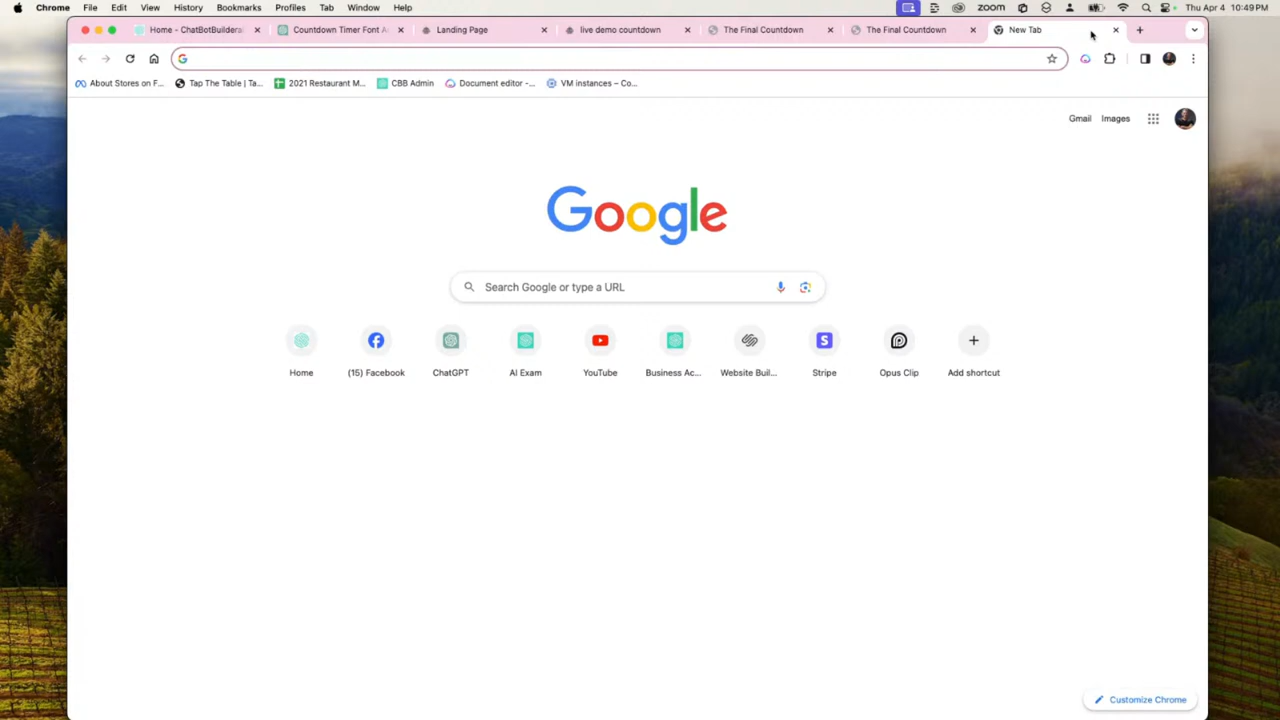 Chrome File Edit View History Bookmarks Profiles Tab Window Help zoom Thu Apr 4 10:49 PM
Home - ChatBotBuildera Countdown Timer Font A Landing Page live demo countdown The Final Countdown The Final Countdown New Tab
About Stores on F... Tap The Table | Ta... 2021 Restaurant M... CBB Admin Document editor -... VM instances – Co...
Gmail Images
Google
Search Google or type a URL
Home (15) Facebook ChatGPT AI Exam YouTube Business Ac... Website Buil... Stripe Opus Clip Add shortcut
Customize Chrome